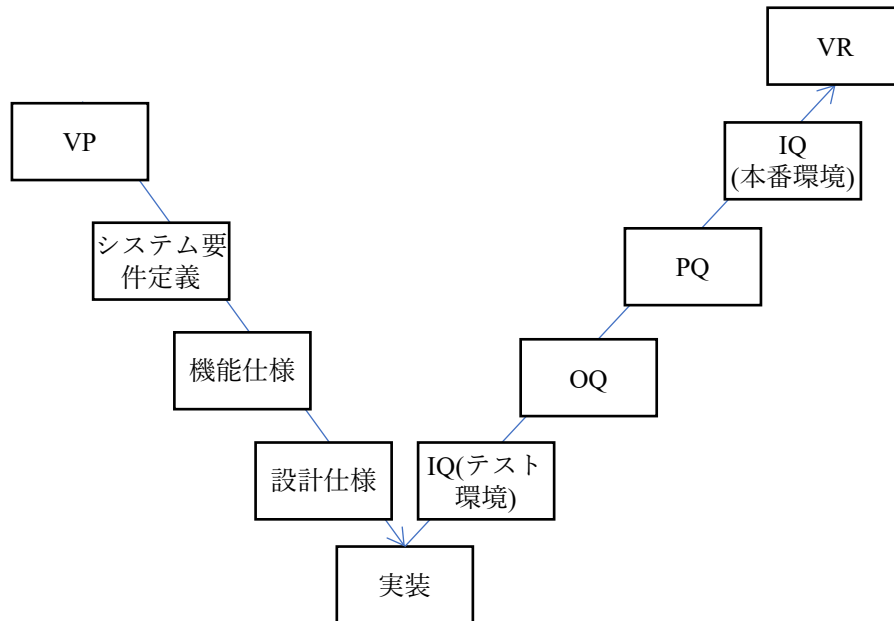 VR
VP
IQ
(本番環境)
システム要
件定義
PQ
機能仕様
OQ
設計仕様
IQ(テスト
環境)
実装